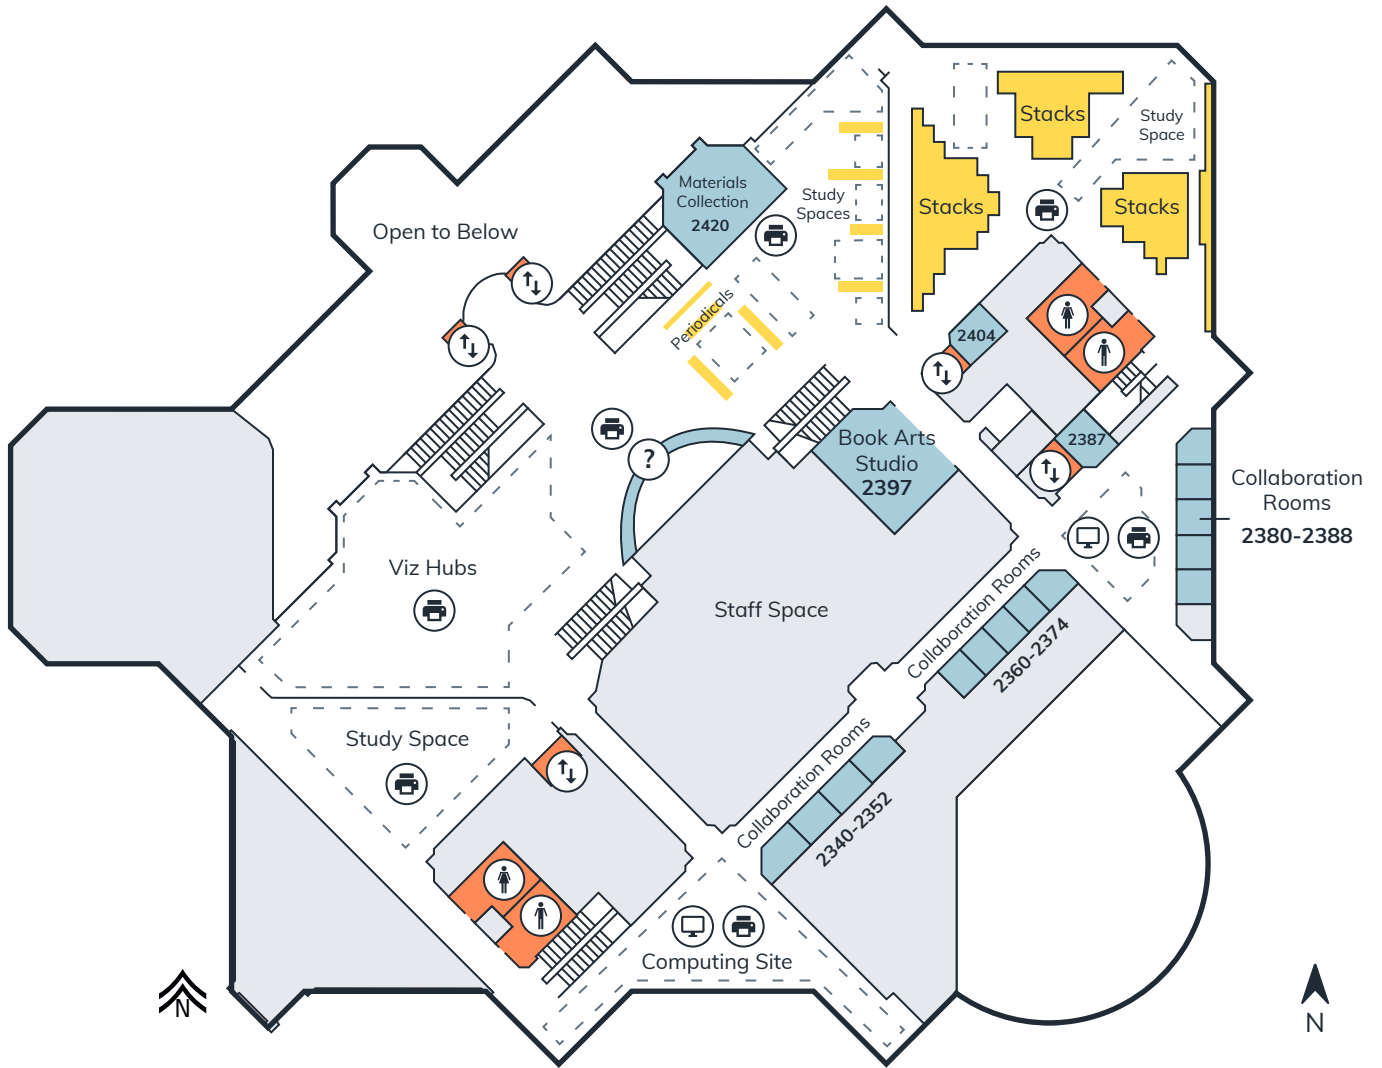 Stacks
Study
Space
Materials
Collection
2420
Study
Spaces
Stacks
Stacks
Open to Below
Periodicals
2404
Book Arts
Studio
2397
2387
?
Collaboration
Rooms
2380-2388
Viz Hubs
Staff Space
Collaboration Rooms
2360-2374
Study Space
Collaboration Rooms
2340-2352
Computing Site
N
N